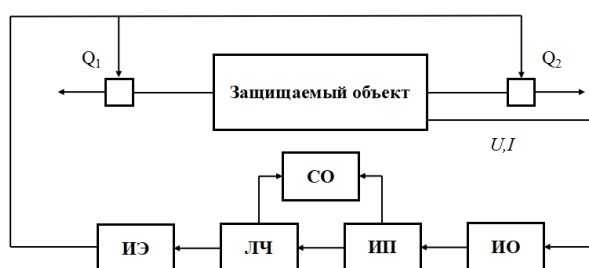 Q1
Q2
Защищаемый объект
U,I
СО
ИЭ
ЛЧ
ИП
ИО